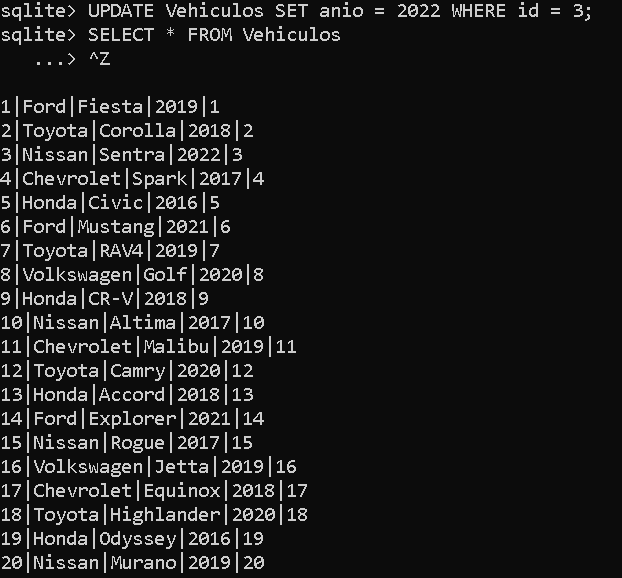 sqlite> UPDATE Vehiculos SET anio = 2022 WHERE id = 3;
sqlite> SELECT * FROM Vehiculos
   ...> ^Z

1|Ford|Fiesta|2019|1
2|Toyota|Corolla|2018|2
3|Nissan|Sentra|2022|3
4|Chevrolet|Spark|2017|4
5|Honda|Civic|2016|5
6|Ford|Mustang|2021|6
7|Toyota|RAV4|2019|7
8|Volkswagen|Golf|2020|8
9|Honda|CR-V|2018|9
10|Nissan|Altima|2017|10
11|Chevrolet|Malibu|2019|11
12|Toyota|Camry|2020|12
13|Honda|Accord|2018|13
14|Ford|Explorer|2021|14
15|Nissan|Rogue|2017|15
16|Volkswagen|Jetta|2019|16
17|Chevrolet|Equinox|2018|17
18|Toyota|Highlander|2020|18
19|Honda|Odyssey|2016|19
20|Nissan|Murano|2019|20